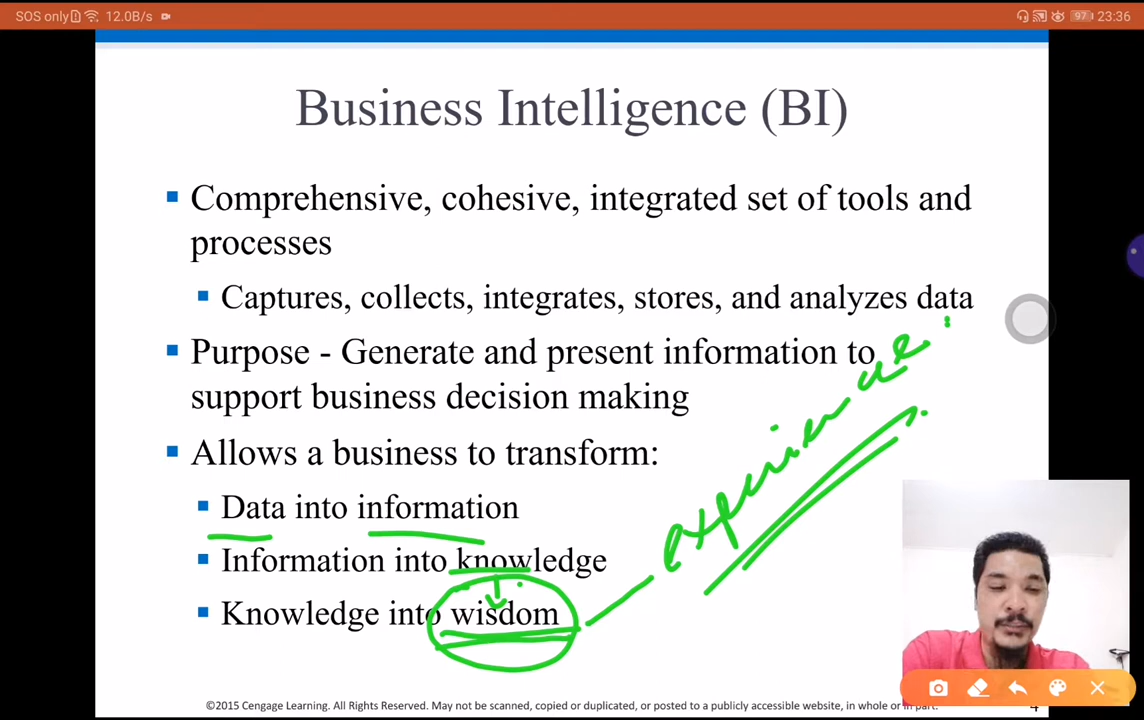 SOS only 12.0B/s 97 23:36
Business Intelligence (BI)
Comprehensive, cohesive, integrated set of tools and
processes
Captures, collects, integrates, stores, and analyzes data
Purpose - Generate and present information to
support business decision making
Allows a business to transform:
Data into information
Information into knowledge
Knowledge into wisdom
experience
©2015 Cengage Learning. All Rights Reserved. May not be scanned, copied or duplicated, or posted to a publicly accessible website, in whole or in part.
4